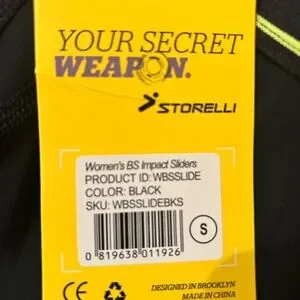 YOUR SECRET
WEAPON.
STORELLI
Women's BS Impact Sliders
PRODUCT ID: WBSSLIDE
COLOR: BLACK
SKU: WBSSLIDEBKS
S
0 819638 011926
CE
DESIGNED IN BROOKLYN
MADE IN CHINA